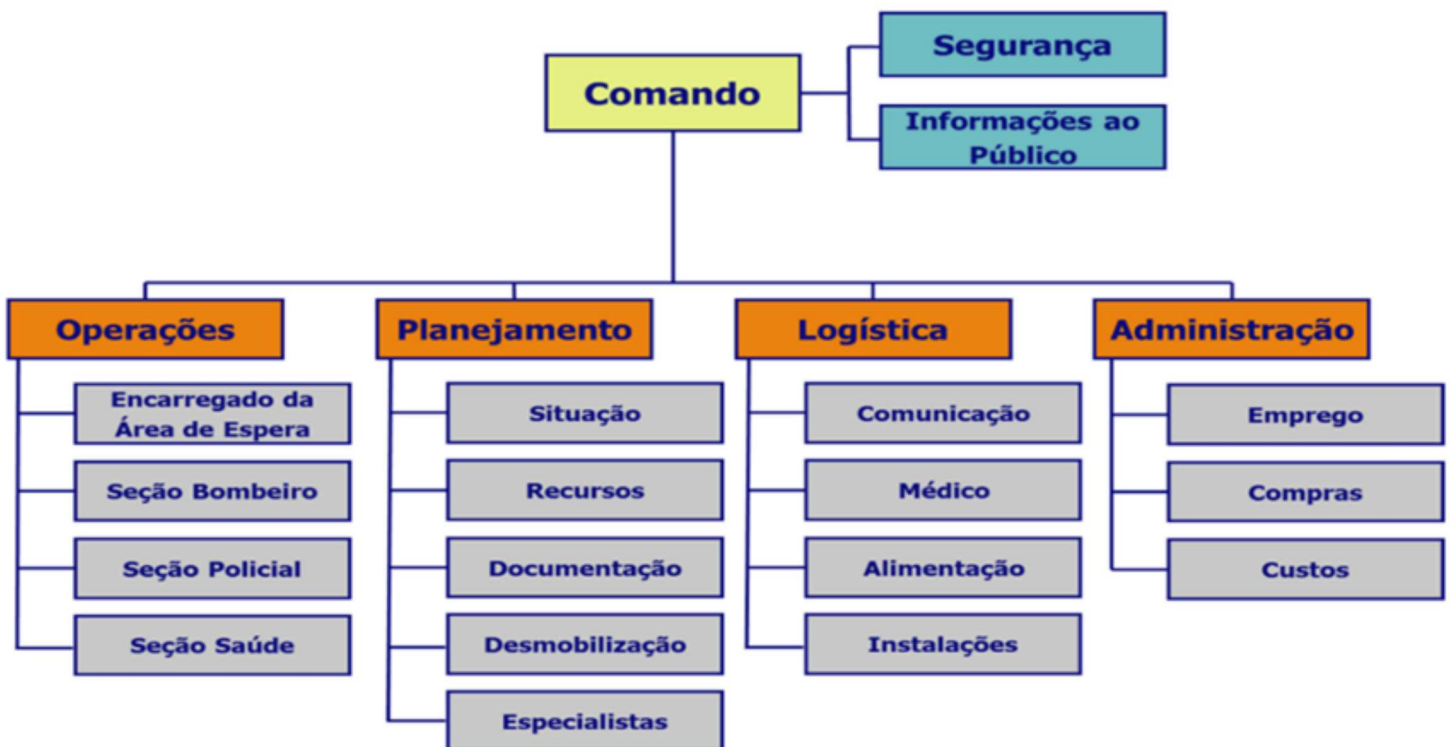 Segurança
Comando
Informações ao
Público
Operações
Planejamento
Logística
Administração
Encarregado da
Área de Espera
Seção Bombeiro
Seção Policial
Seção Saúde
Situação
Recursos
Documentação
Desmobilização
Especialistas
Comunicação
Médico
Alimentação
Instalações
Emprego
Compras
Custos